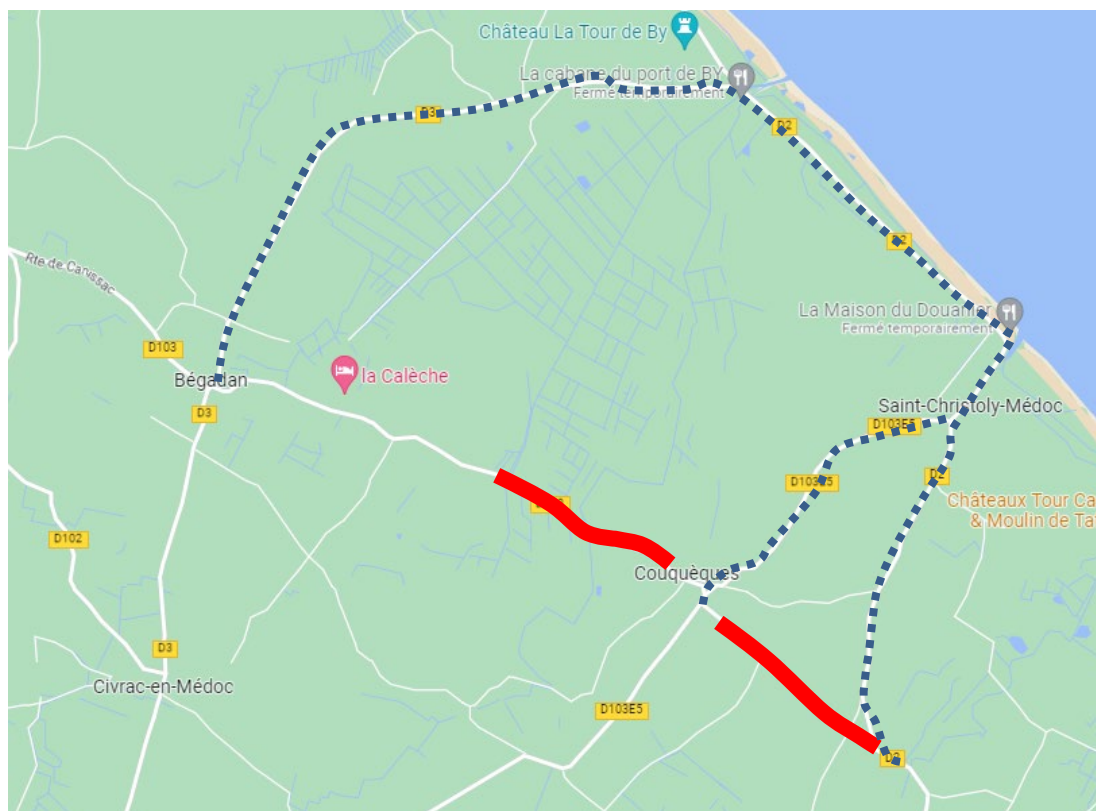 Château La Tour de By
La cabane du port de BY
Fermé temporairement
D3
D2
D2
Rte de Canissac
La Maison du Douanier
Fermé temporairement
D103
la Calèche
Bégadan
D3
Saint-Christoly-Médoc
D103E5
D2
D103E5
Châteaux Tour Ca
& Moulin de Ta
D102
Couquèques
D3
Civrac-en-Médoc
D103E5
D2